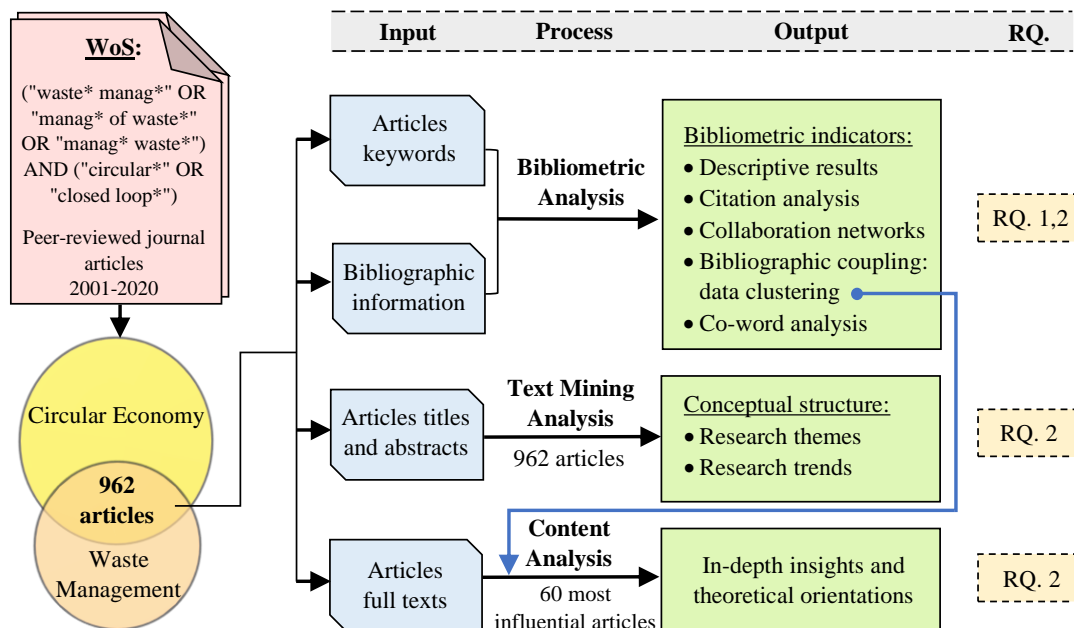 WoS:
("waste* manag*" OR
"manag* of waste*"
OR "manag* waste*")
AND ("circular*" OR
"closed loop*")
Peer-reviewed journal
articles
2001-2020
Circular Economy
962
articles
Waste
Management
Input
Process
Output
RQ.
Articles
keywords
Bibliographic
information
Bibliometric
Analysis
Bibliometric indicators:
• Descriptive results
• Citation analysis
• Collaboration networks
• Bibliographic coupling:
data clustering
• Co-word analysis
RQ. 1,2
Articles titles
and abstracts
Text Mining
Analysis
962 articles
Conceptual structure:
• Research themes
• Research trends
RQ. 2
Articles
full texts
Content
Analysis
60 most
influential articles
In-depth insights and
theoretical orientations
RQ. 2